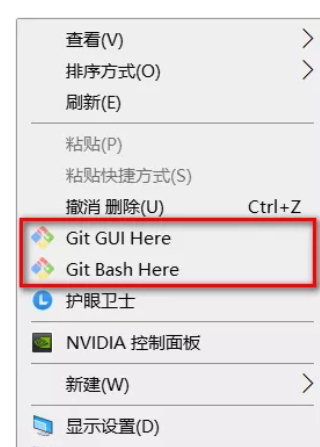 查看(V)
排序方式(O)
刷新(E)
粘贴(P)
粘贴快捷方式(S)
撤消 删除(U) Ctrl+Z
Git GUI Here
Git Bash Here
护眼卫士
NVIDIA 控制面板
新建(W)
显示设置(D)